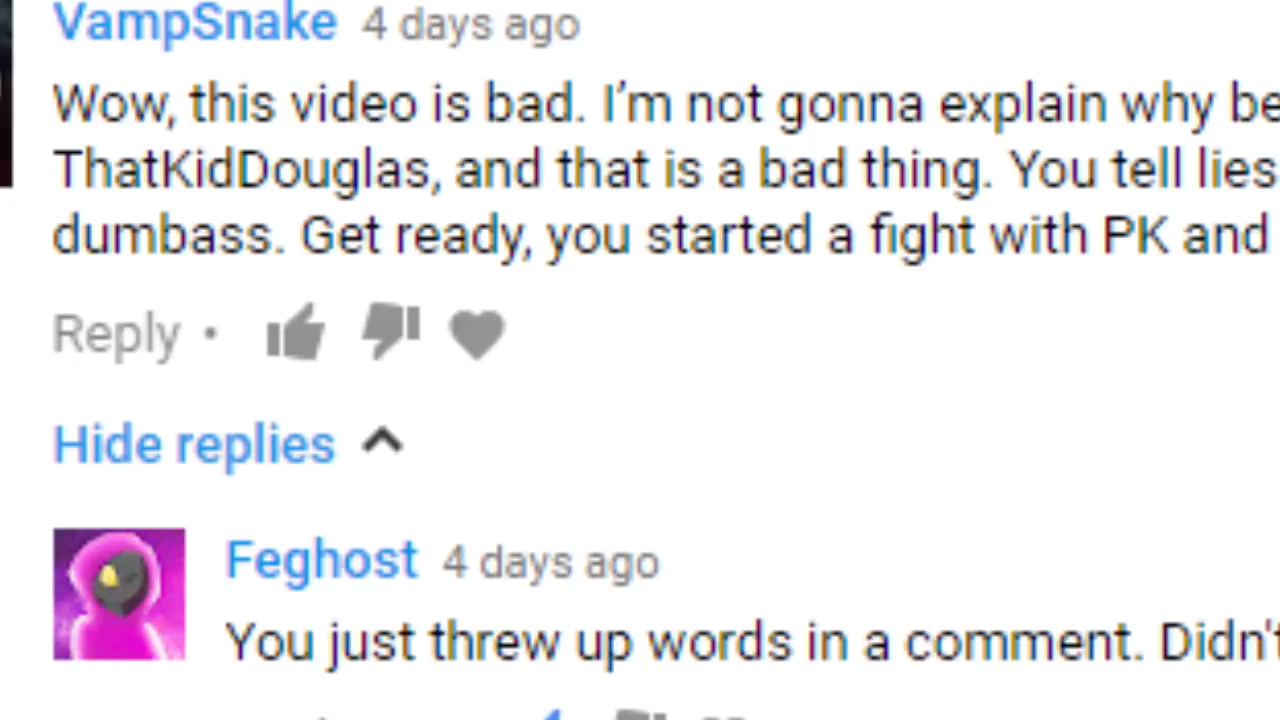 VampSnake 4 days ago
Wow, this video is bad. I'm not gonna explain why be
ThatKidDouglas, and that is a bad thing. You tell lies
dumbass. Get ready, you started a fight with PK and
Reply •
Hide replies
Feghost 4 days ago
You just threw up words in a comment. Didn't